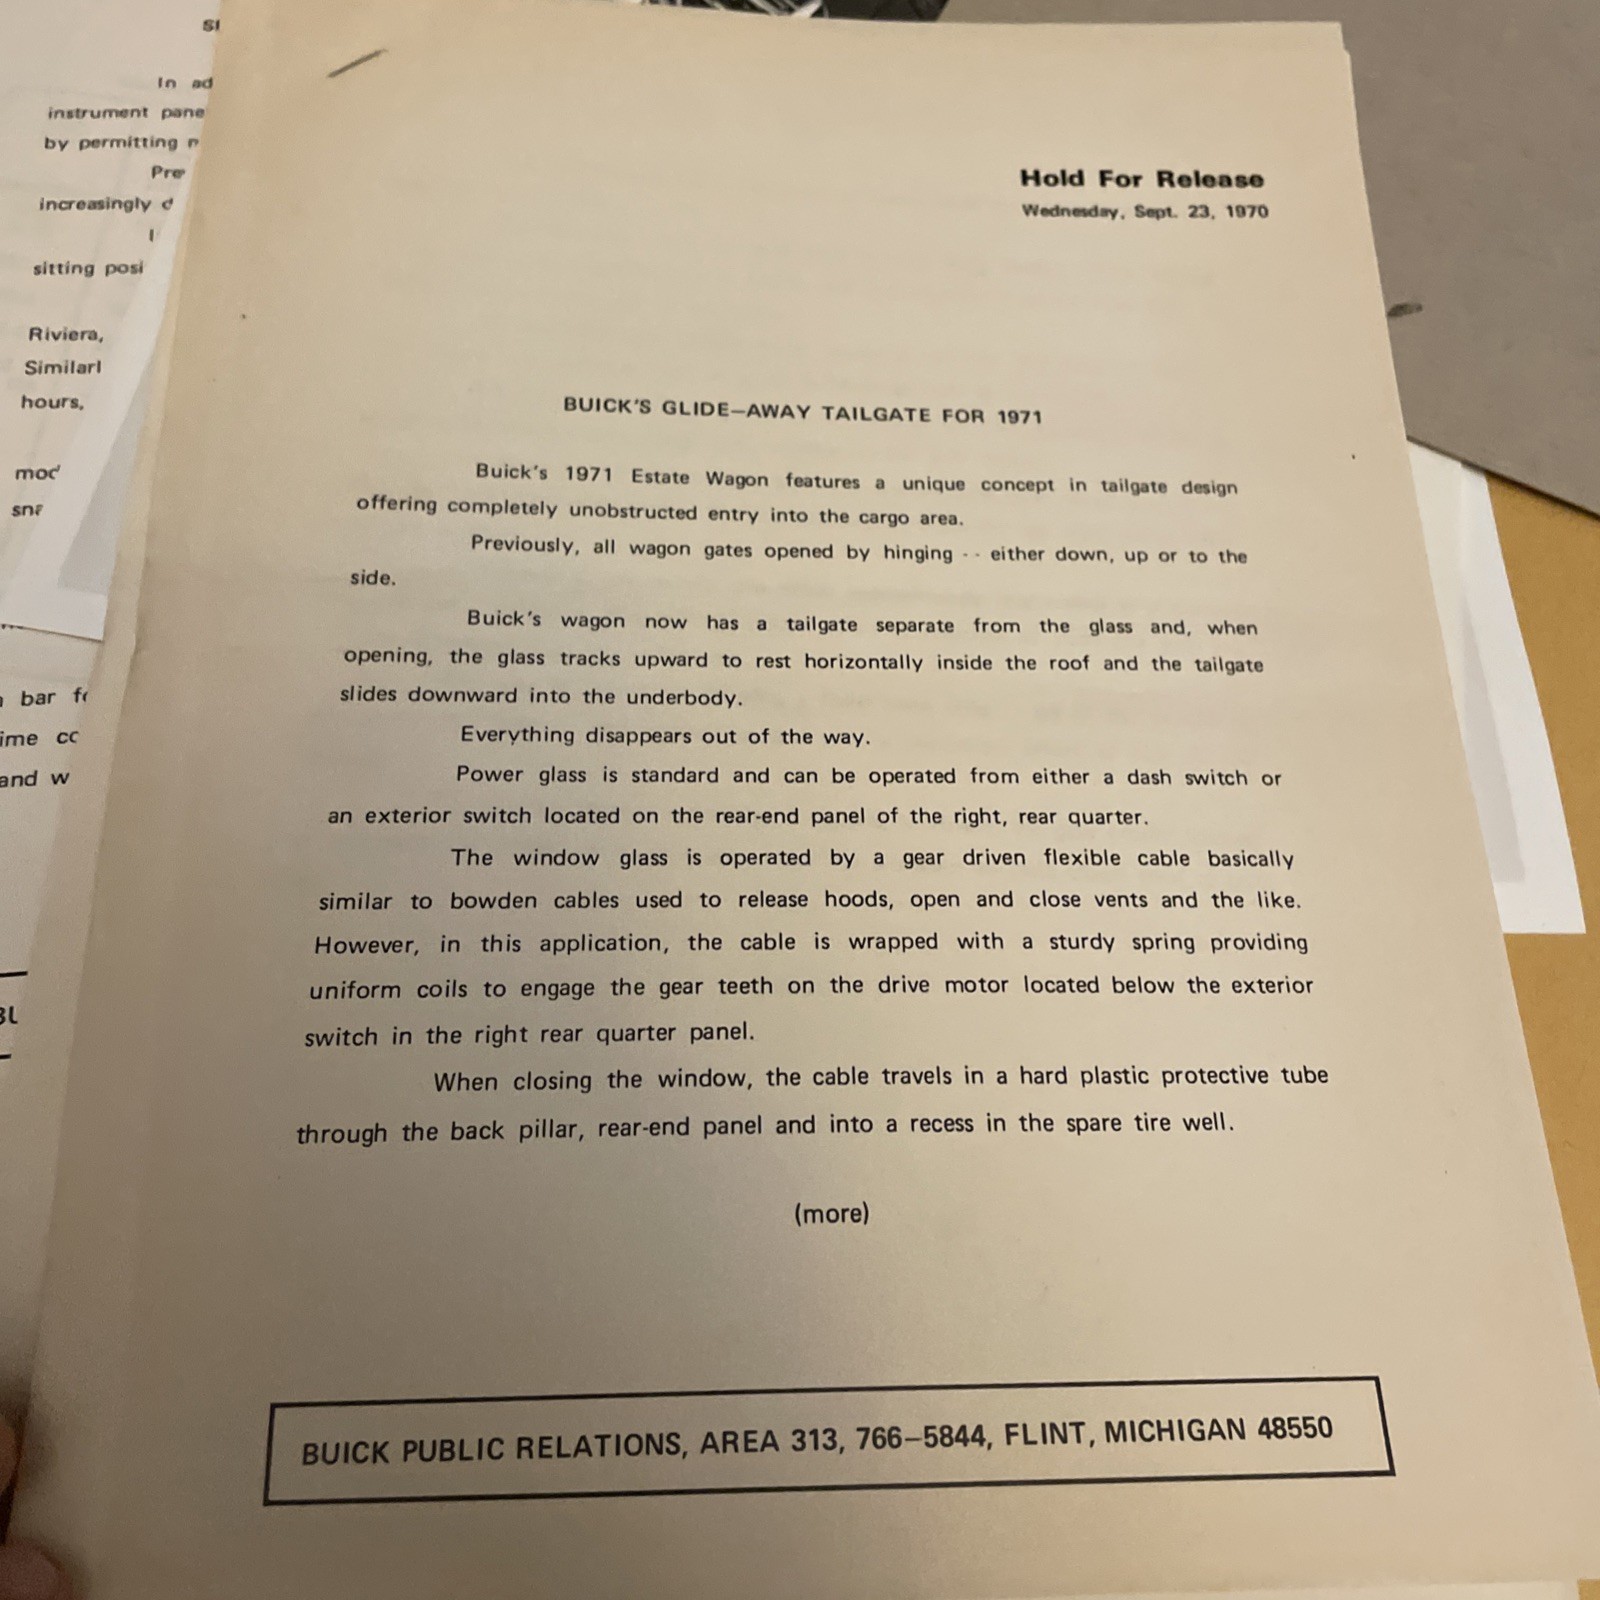 In
instrument
by permitting
increasingly
sitting
Riviera,
hours,
bar
and
Hold For Release
Wednesday, Sept. 23, 1970
BUICK'S GLIDE—AWAY TAILGATE FOR 1971
Buick's 1971 Estate Wagon features a unique concept in tailgate design
offering completely unobstructed entry into the cargo area.
Previously, all wagon gates opened by hinging -- either down, up or to the
side.
Buick's wagon now has a tailgate separate from the glass and, when
opening, the glass tracks upward to rest horizontally inside the roof and the tailgate
slides downward into the underbody.
Everything disappears out of the way.
Power glass is standard and can be operated from either a dash switch or
an exterior switch located on the rear-end panel of the right, rear quarter.
The window glass is operated by a gear driven flexible cable basically
similar to bowden cables used to release hoods, open and close vents and the like.
However, in this application, the cable is wrapped with a sturdy spring providing
uniform coils to engage the gear teeth on the drive motor located below the exterior
switch in the right rear quarter panel.
When closing the window, the cable travels in a hard plastic protective tube
through the back pillar, rear-end panel and into a recess in the spare tire well.
(more)
BUICK PUBLIC RELATIONS, AREA 313, 766—5844, FLINT, MICHIGAN 48550